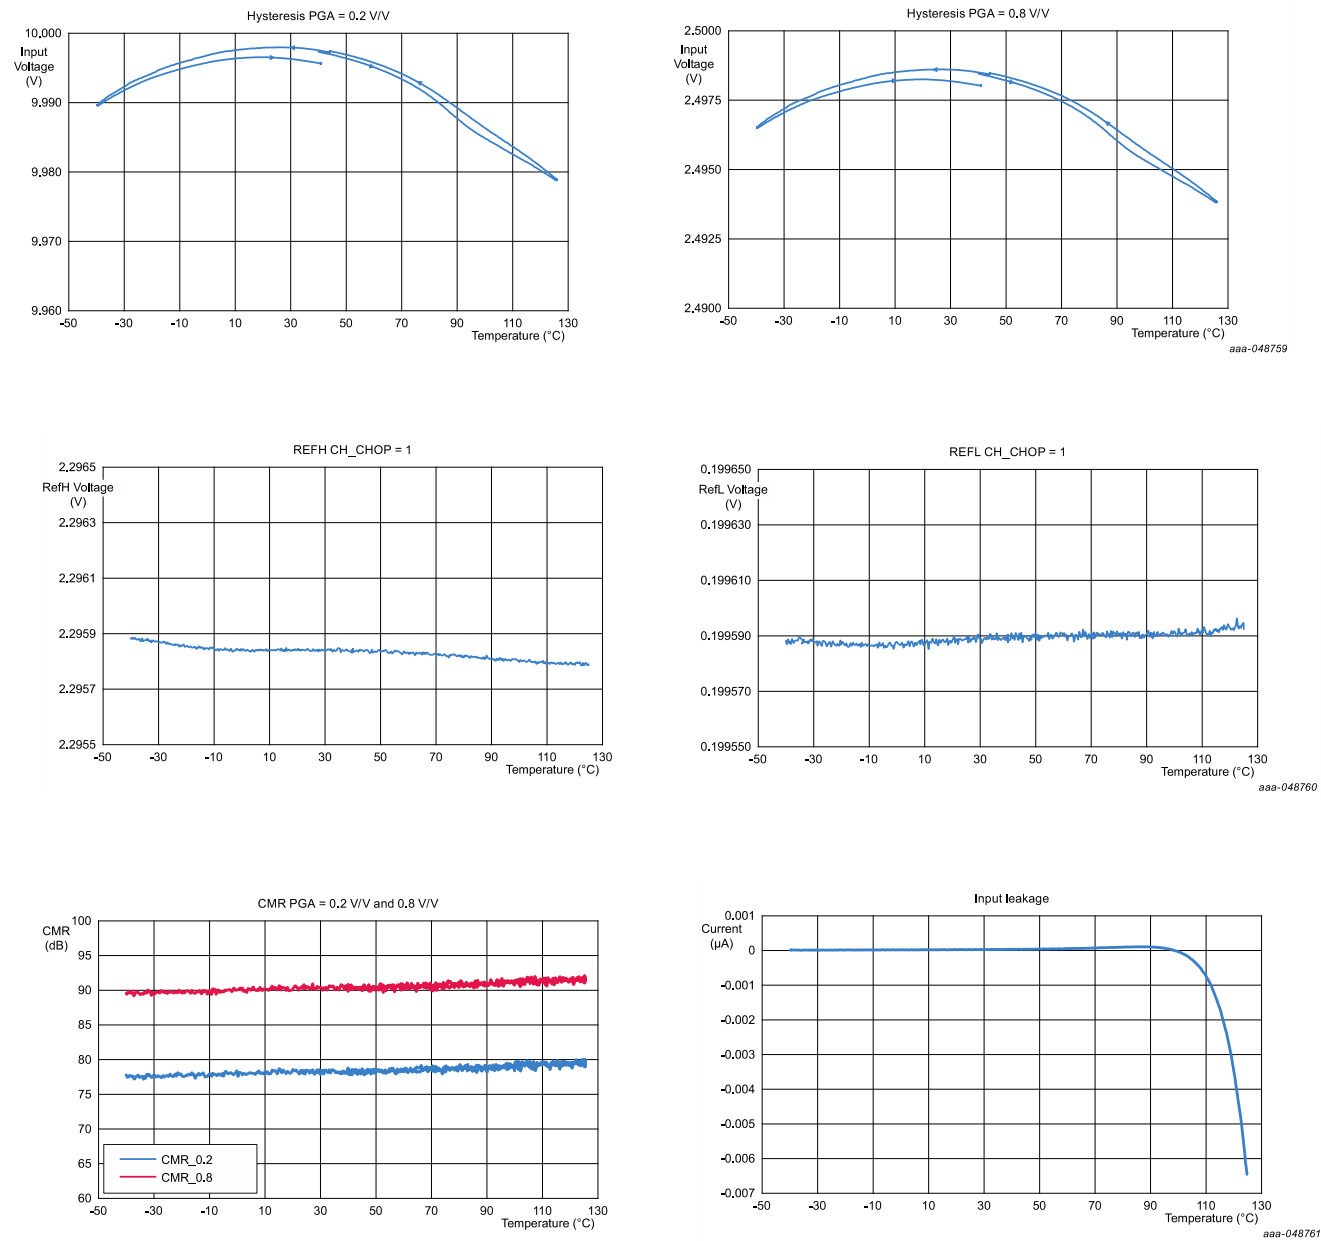 Hysteresis PGA = 0.2 V/V
10.000
Input
Voltage
(V)
9.990
9.980
9.970
9.960
-50 -30 -10 10 30 50 70 90 110 130
Temperature (°C)
Hysteresis PGA = 0.8 V/V
2.5000
Input
Voltage
(V)
2.4975
2.4950
2.4925
2.4900
-50 -30 -10 10 30 50 70 90 110 130
Temperature (°C)
aaa-048759
REFH CH_CHOP = 1
2.2965
RefH Voltage
(V)
2.2963
2.2961
2.2959
2.2957
2.2955
-50 -30 -10 10 30 50 70 90 110 130
Temperature (°C)
REFL CH_CHOP = 1
0.199650
RefL Voltage
(V)
0.199630
0.199610
0.199590
0.199570
0.199550
-50 -30 -10 10 30 50 70 90 110 130
Temperature (°C)
aaa-048760
CMR PGA = 0.2 V/V and 0.8 V/V
100
CMR
(dB)
95
90
85
80
75
70
65
60
CMR_0.2
CMR_0.8
-50 -30 -10 10 30 50 70 90 110 130
Temperature (°C)
Input leakage
0.001
Current
(µA)
0
-0.001
-0.002
-0.003
-0.004
-0.005
-0.006
-0.007
-50 -30 -10 10 30 50 70 90 110 130
Temperature (°C)
aaa-048761